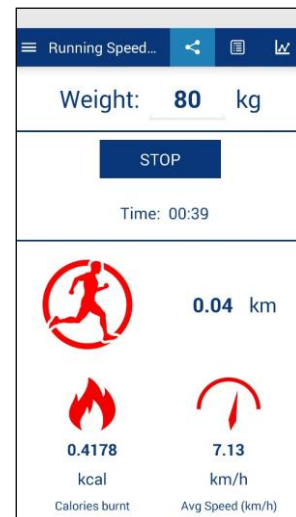 Running Speed...
Weight: 80 kg
STOP
Time: 00:39
0.04 km
0.4178 7.13
kcal km/h
Calories burnt Avg Speed (km/h)